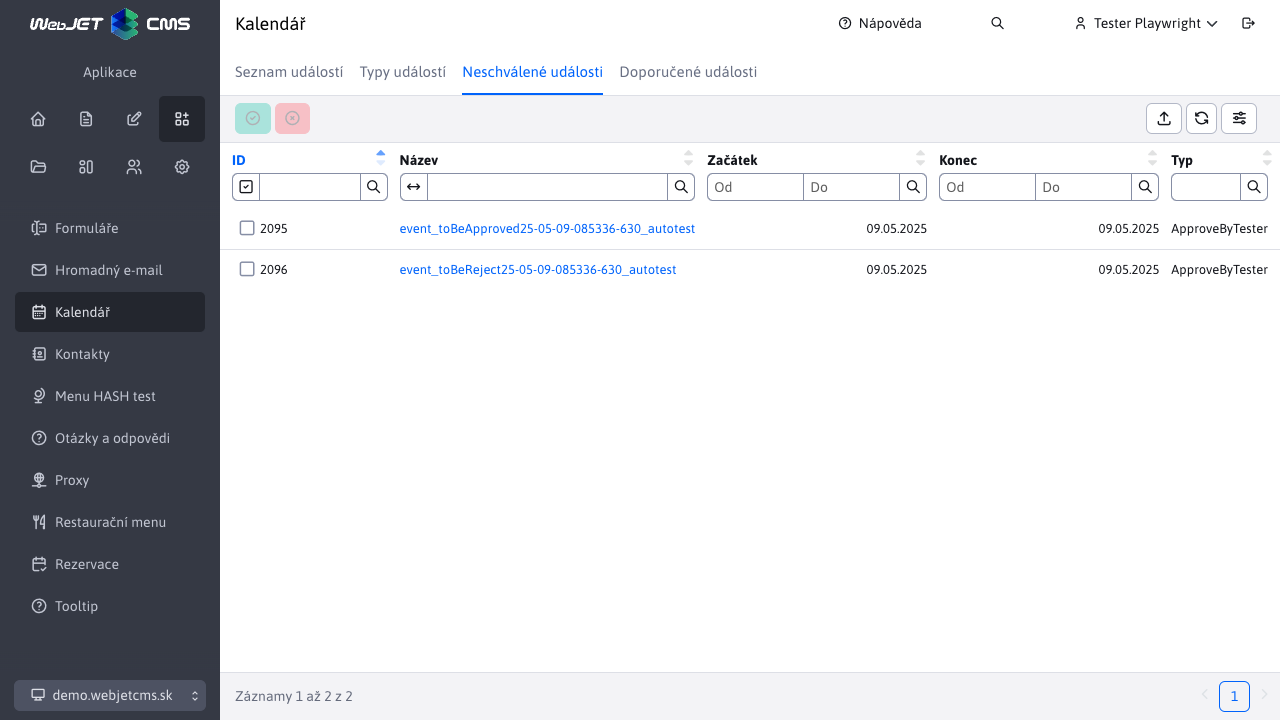 WebJET CMS
Aplikace
Formuláře
Hromadný e-mail
Kalendář
Kontakty
Menu HASH test
Otázky a odpovědi
Proxy
Restaurační menu
Rezervace
Tooltip
demo.webjetcms.sk
Kalendář
Nápověda
Tester Playwright
Seznam událostí Typy událostí Neschválené události Doporučené události
ID Název Začátek Konec Typ
Od Do Od Do
2095 event_toBeApproved25-05-09-085336-630_autotest 09.05.2025 09.05.2025 ApproveByTester
2096 event_toBeReject25-05-09-085336-630_autotest 09.05.2025 09.05.2025 ApproveByTester
Záznamy 1 až 2 z 2
1